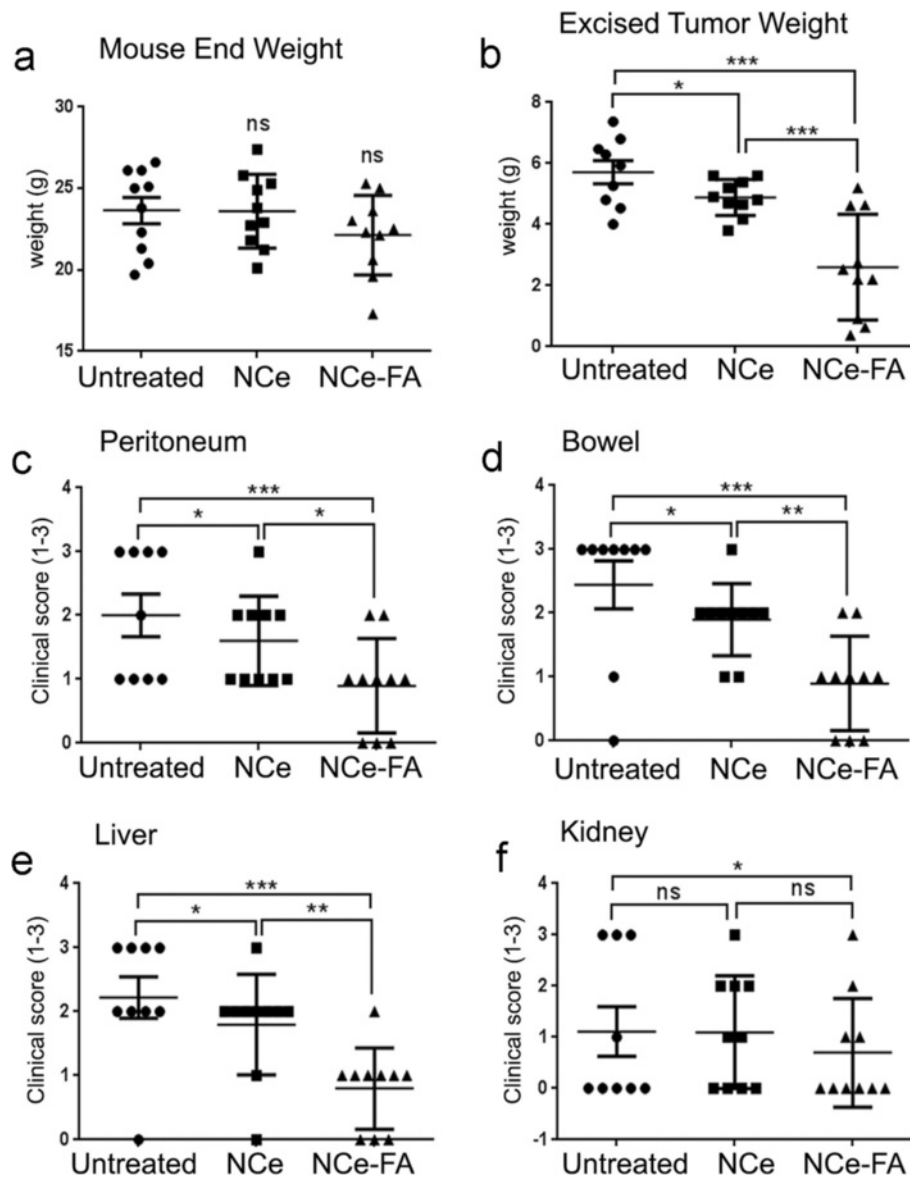 a Mouse End Weight
weight (g)
30
25
20
15
ns
ns
Untreated NCe NCe-FA
b Excised Tumor Weight
weight (g)
8
6
4
2
0
***
*
***
Untreated NCe NCe-FA
c Peritoneum
Clinical score (1-3)
4
3
2
1
0
***
*
*
Untreated NCe NCe-FA
d Bowel
Clinical score (1-3)
4
3
2
1
0
***
*
**
Untreated NCe NCe-FA
e Liver
Clinical score (1-3)
4
3
2
1
0
***
*
**
Untreated NCe NCe-FA
f Kidney
Clinical score (1-3)
4
3
2
1
0
-1
*
ns
ns
Untreated NCe NCe-FA